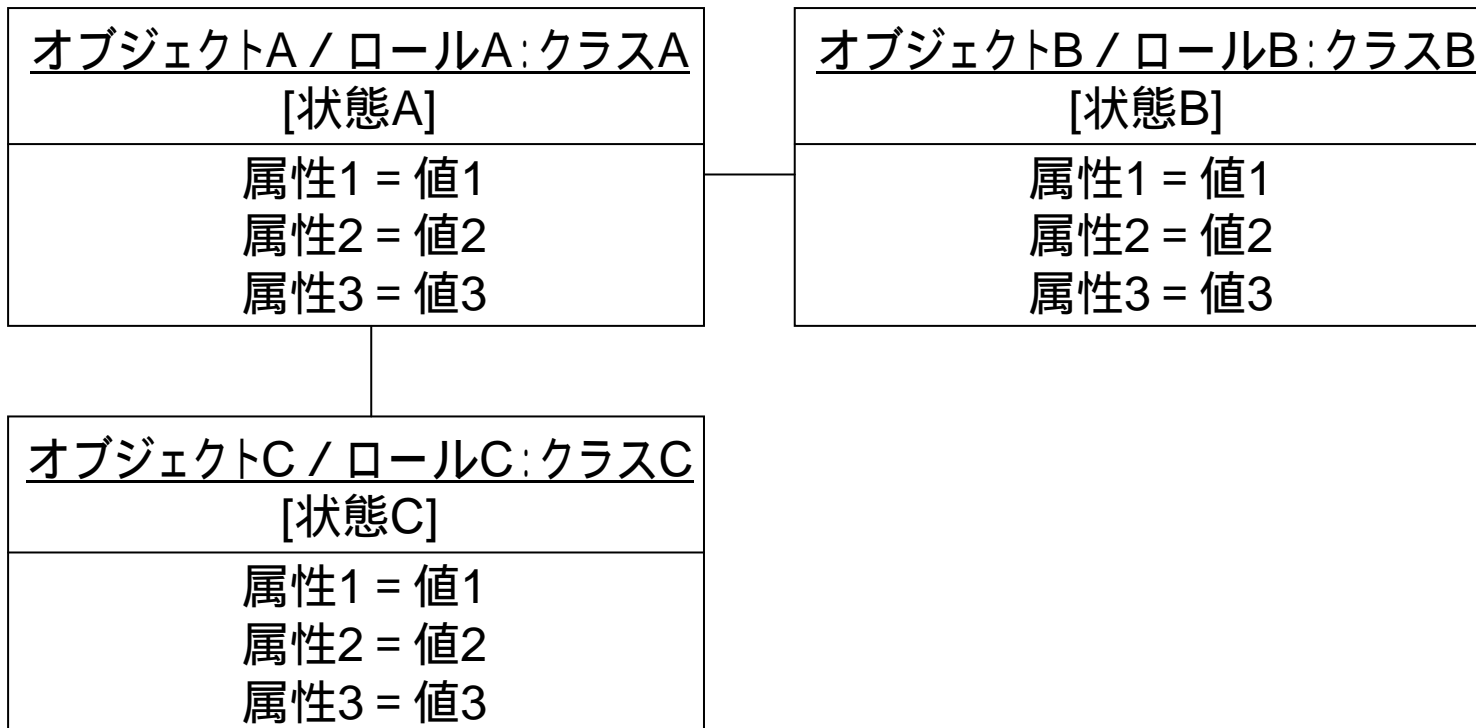 オブジェクトA / ロールA:クラスA
[状態A]
属性1 = 値1
属性2 = 値2
属性3 = 値3
オブジェクトB / ロールB:クラスB
[状態B]
属性1 = 値1
属性2 = 値2
属性3 = 値3
オブジェクトC / ロールC:クラスC
[状態C]
属性1 = 値1
属性2 = 値2
属性3 = 値3